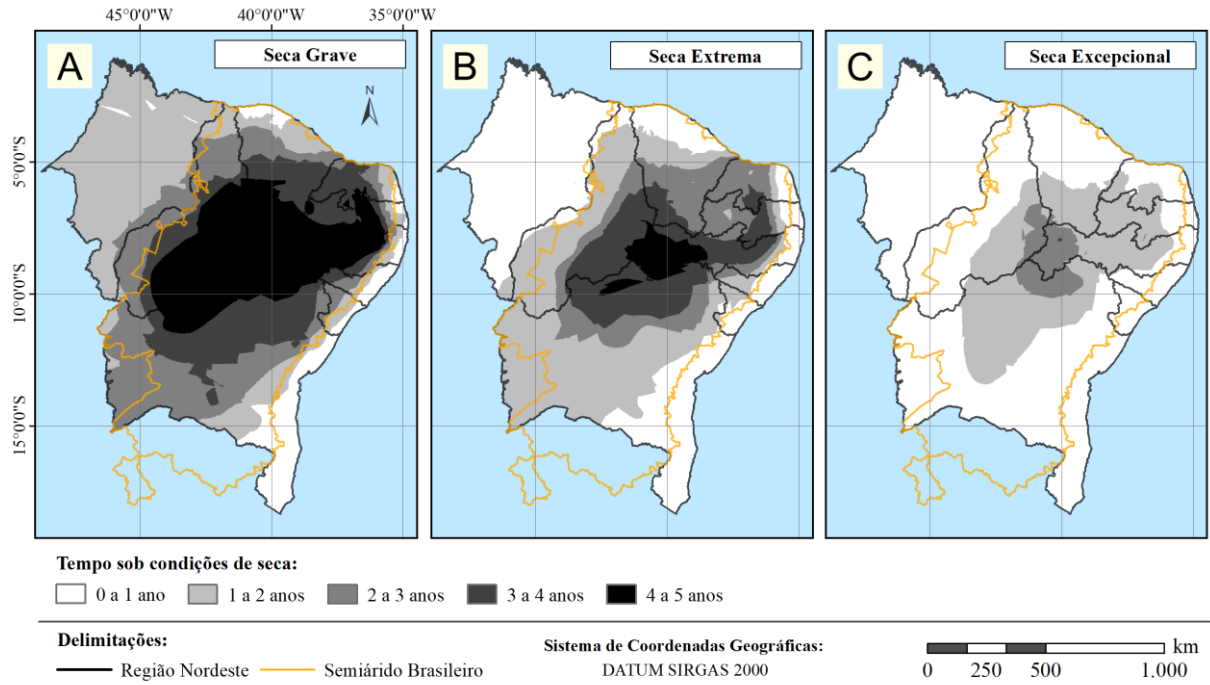 45°0'0"W 40°0'0"W 35°0'0"W
A
Seca Grave
B
Seca Extrema
C
Seca Excepcional
N
5°0'0"S
10°0'0"S
15°0'0"S
Tempo sob condições de seca:
0 a 1 ano 1 a 2 anos 2 a 3 anos 3 a 4 anos 4 a 5 anos
Delimitações:
Região Nordeste Semiárido Brasileiro
Sistema de Coordenadas Geográficas:
DATUM SIRGAS 2000
km
0 250 500 1.000